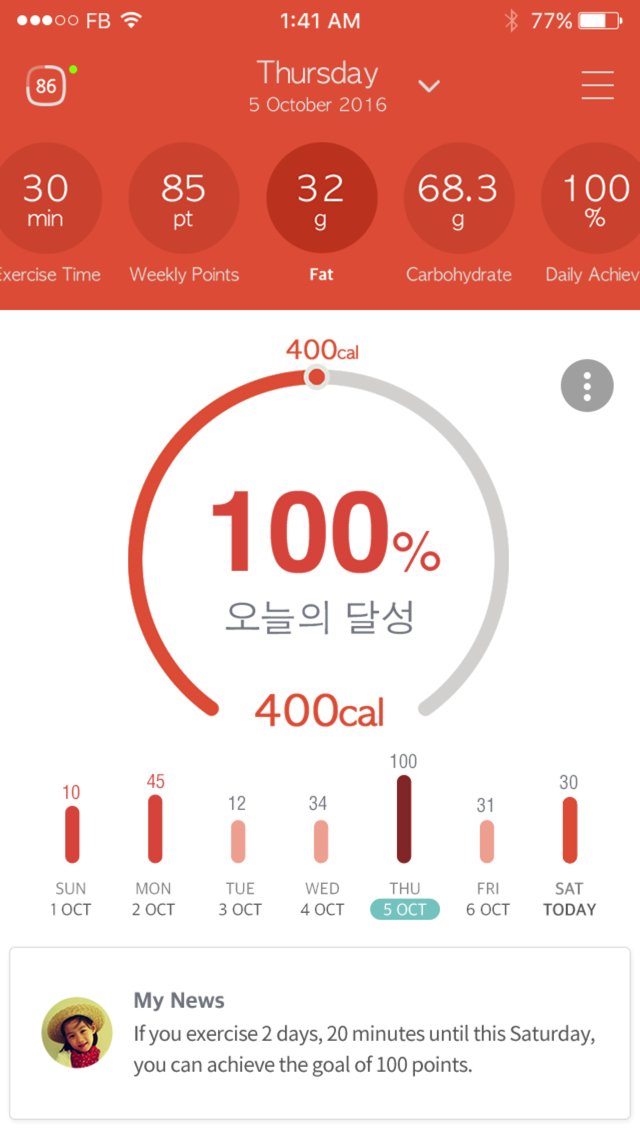 FB 1:41 AM 77%
86
Thursday
5 October 2016
30 85 32 68.3 100
min pt g g %
Exercise Time Weekly Points Fat Carbohydrate Daily Achiev
400cal
100%
오늘의 달성
400cal
10 45 12 34 100 31 30
SUN MON TUE WED THU FRI SAT
1 OCT 2 OCT 3 OCT 4 OCT 5 OCT 6 OCT TODAY
My News
If you exercise 2 days, 20 minutes until this Saturday,
you can achieve the goal of 100 points.